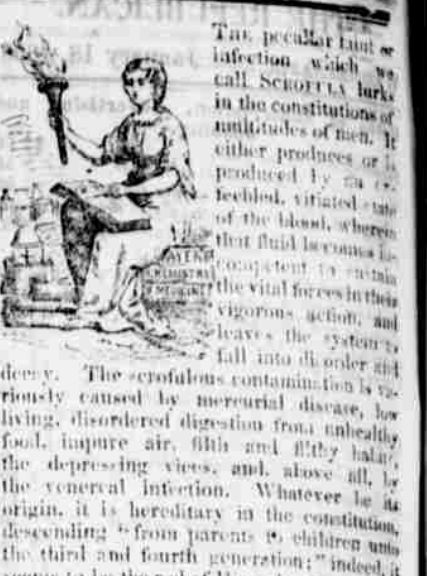 THE peculiar taint or
infection which we
call SCROFULA lurks
in the constitutions of
multitudes of men. It
either produces or is
produced by an en-
feebled, vitiated state
of the blood, wherein
that fluid becomes in-
competent to sustain
the vital forces in their
vigorous action, and
leaves the system to
fall into disorder and
decay. The scrofulous contamination is va-
riously caused by mercurial disease, low
living, disordered digestion from unhealthy
food, impure air, filth and filthy habits,
the depressing vices, and, above all, by
the venereal infection. Whatever be its
origin, it is hereditary in the constitution,
descending "from parents to children unto
the third and fourth generation;" indeed, it
AYER'S
CHEMISTRY
MEDICINE